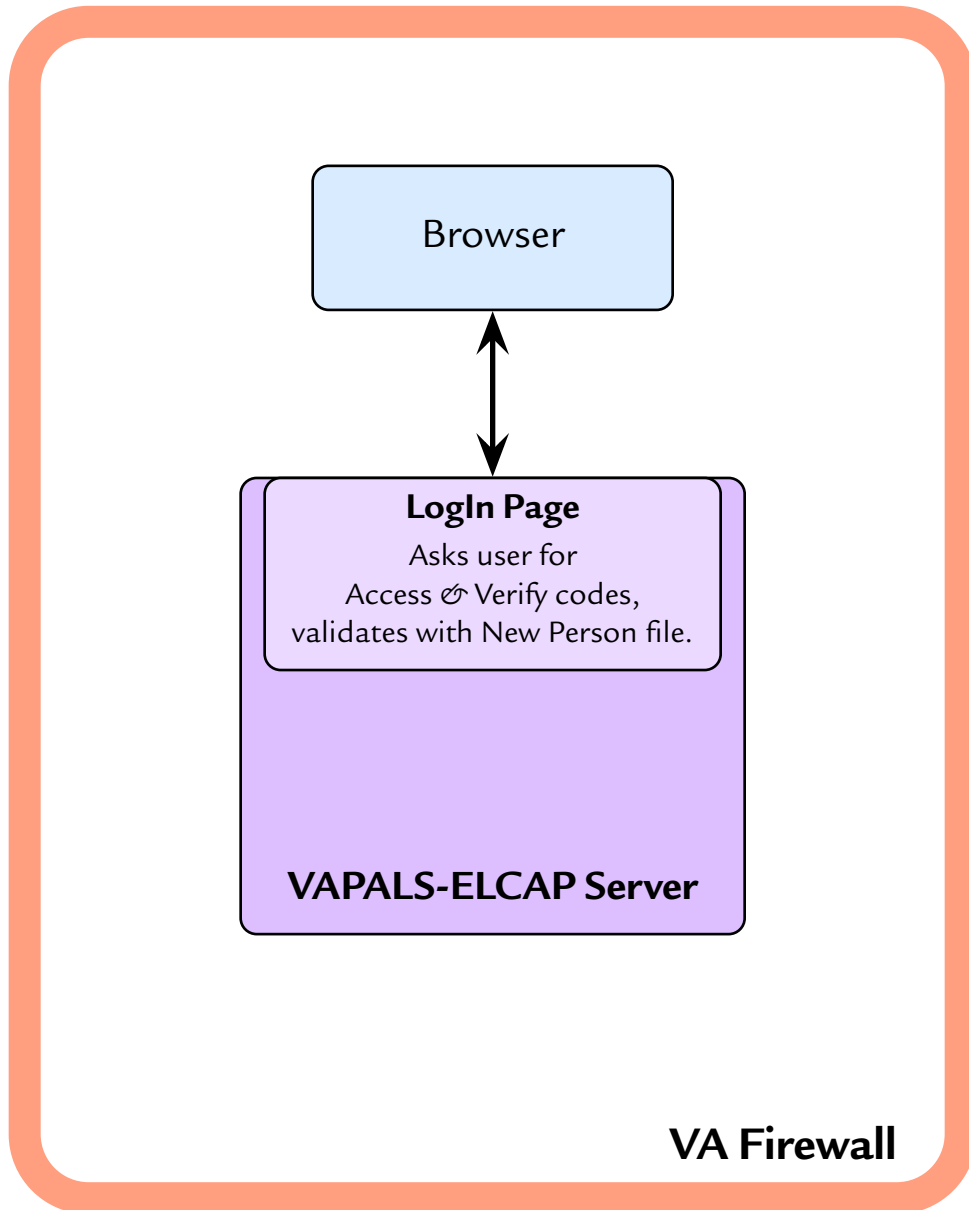 Browser
LogIn Page
Asks user for
Access & Verify codes,
validates with New Person file.
VAPALS-ELCAP Server
VA Firewall